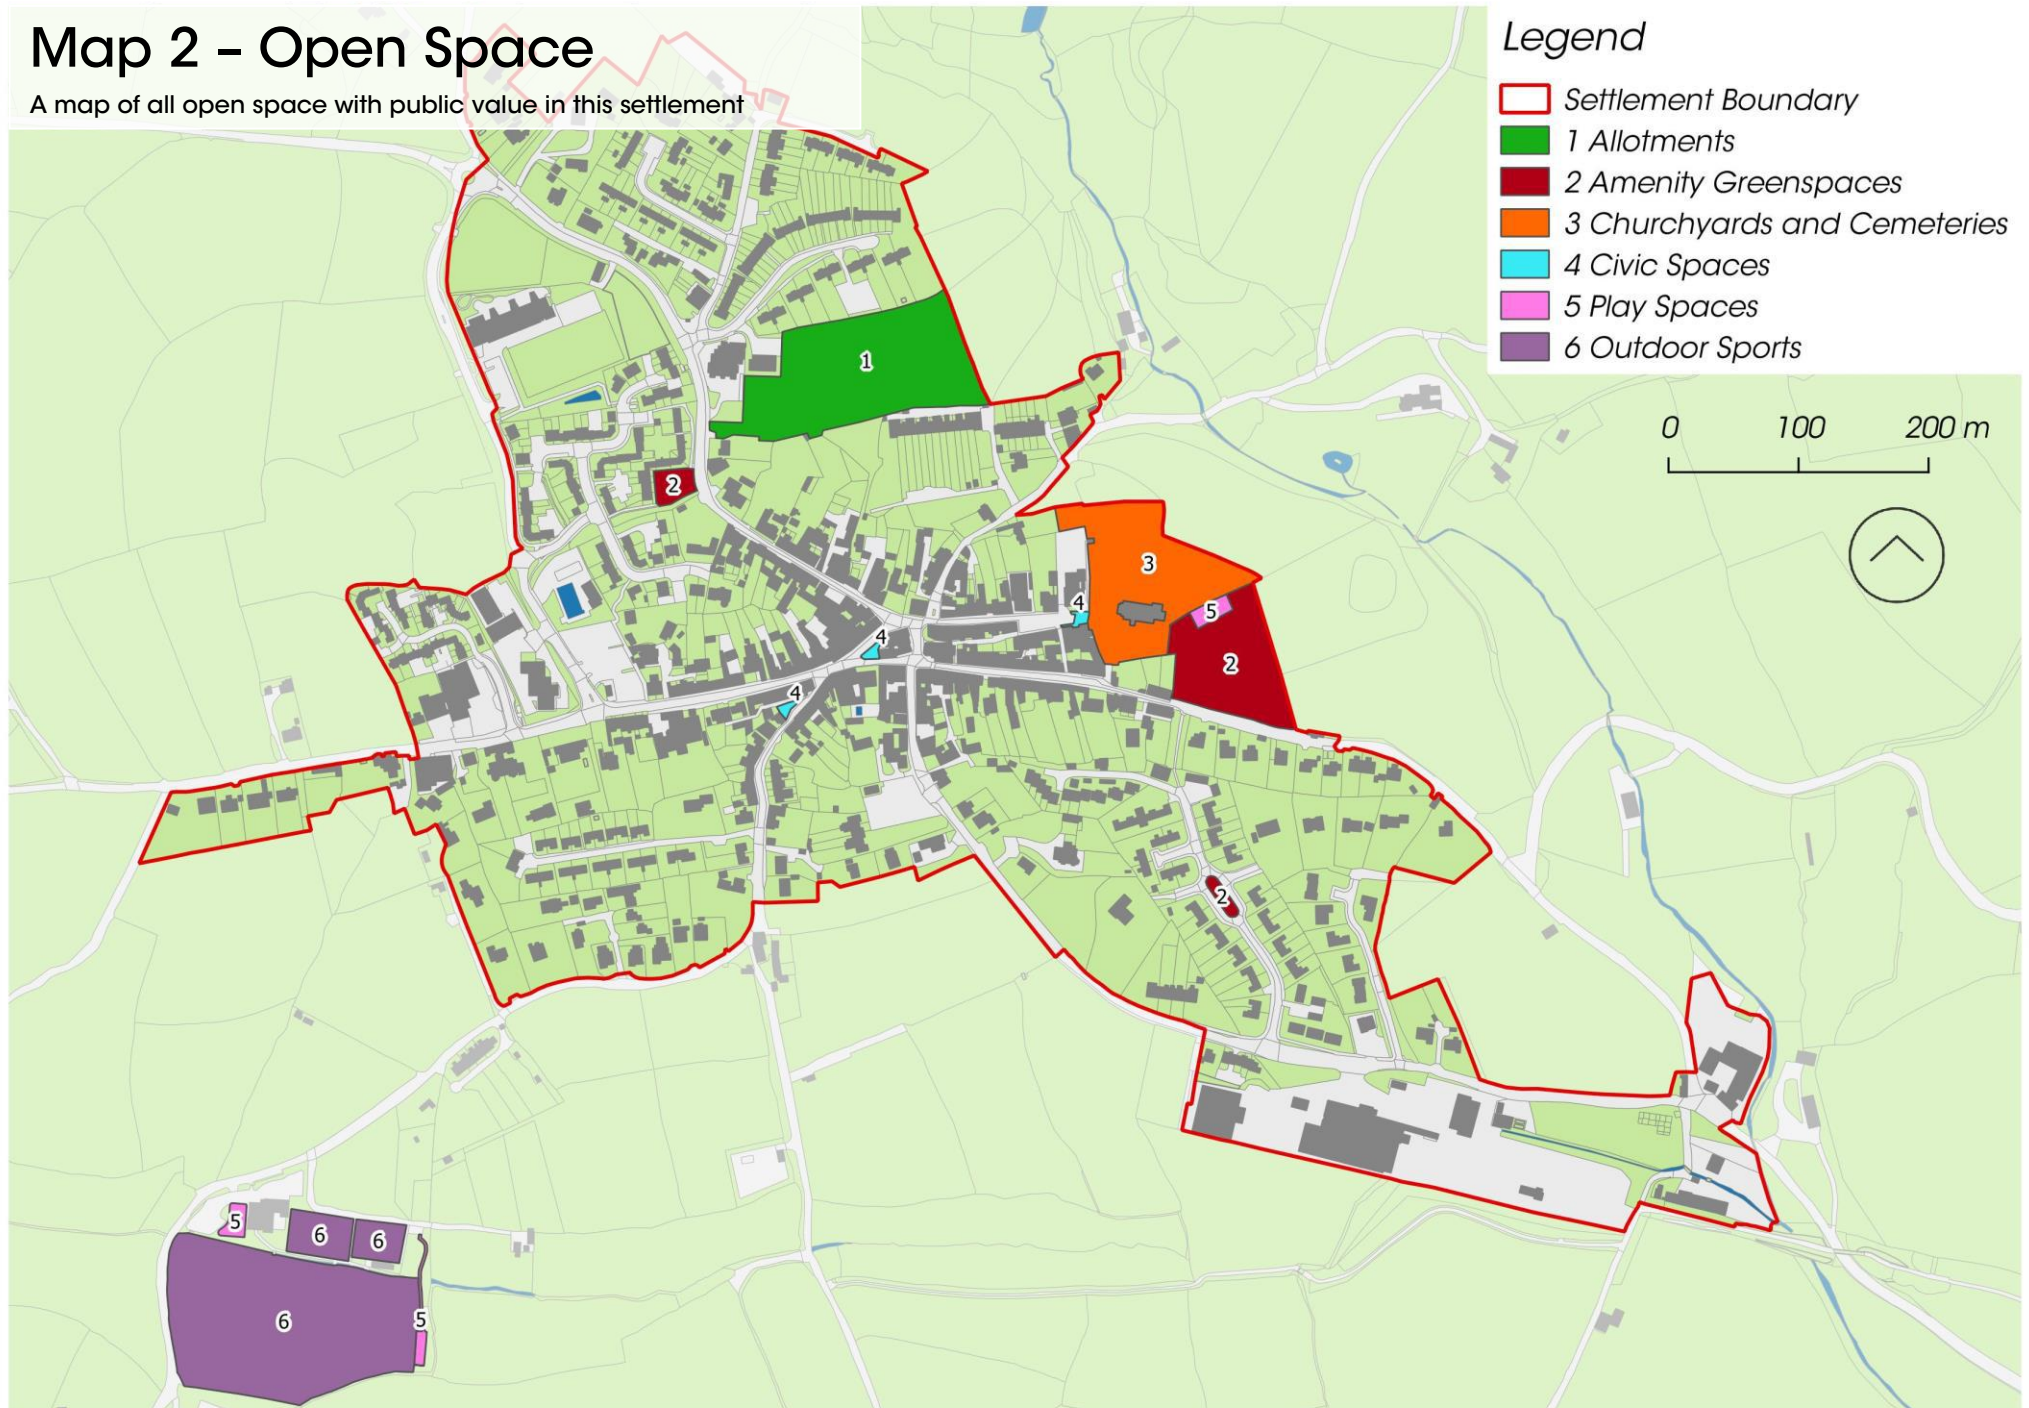 Map 2 – Open Space
A map of all open space with public value in this settlement
Legend
Settlement Boundary
1 Allotments
2 Amenity Greenspaces
3 Churchyards and Cemeteries
4 Civic Spaces
5 Play Spaces
6 Outdoor Sports
0 100 200 m
1
2
3
4
5
4
2
4
2
5
6
6
6
5